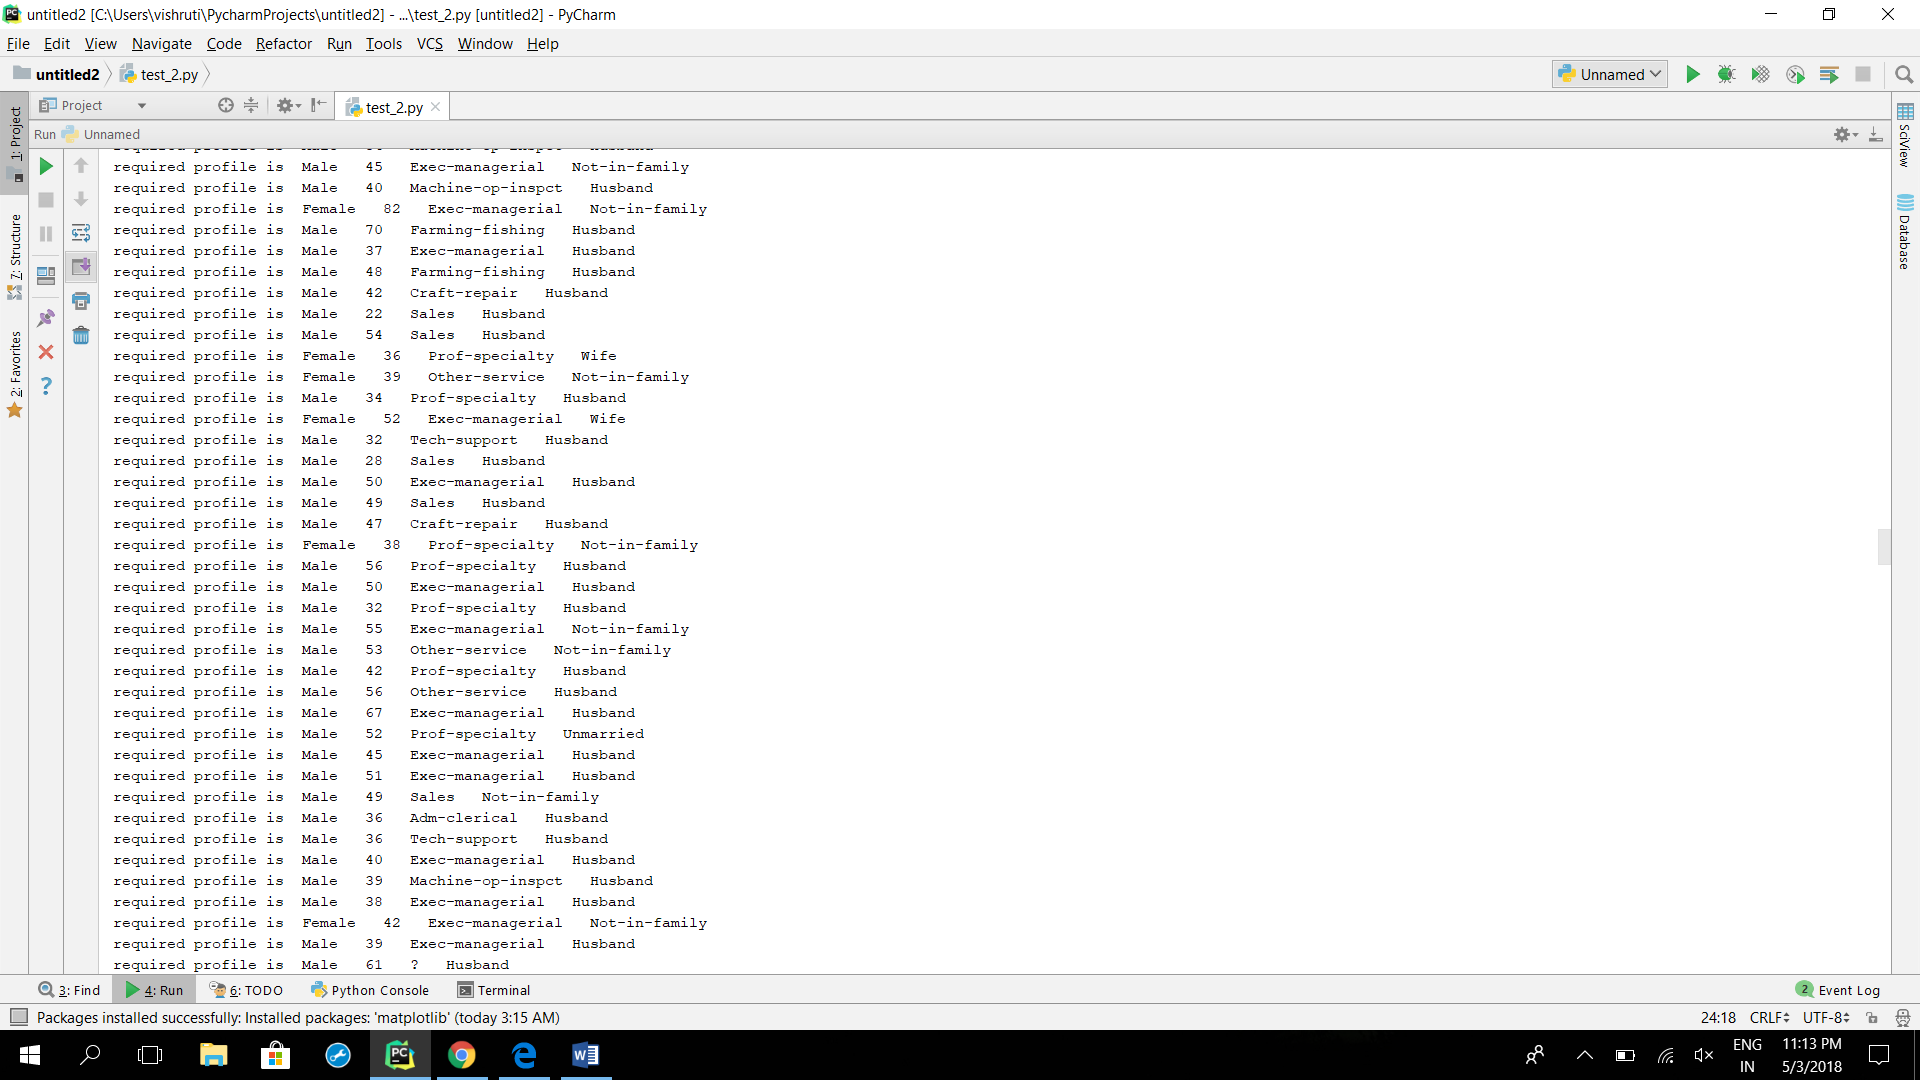 untitled2 [C:\Users\vishruti\PycharmProjects\untitled2] - ...\test_2.py [untitled2] - PyCharm
File Edit View Navigate Code Refactor Run Tools VCS Window Help
untitled2 test_2.py Unnamed
Project test_2.py
Run Unnamed
required profile is Male Machine-op-inspct Husband
required profile is Male 45 Exec-managerial Not-in-family
required profile is Male 40 Machine-op-inspct Husband
required profile is Female 82 Exec-managerial Not-in-family
required profile is Male 70 Farming-fishing Husband
required profile is Male 37 Exec-managerial Husband
required profile is Male 48 Farming-fishing Husband
required profile is Male 42 Craft-repair Husband
required profile is Male 22 Sales Husband
required profile is Male 54 Sales Husband
required profile is Female 36 Prof-specialty Wife
required profile is Female 39 Other-service Not-in-family
required profile is Male 34 Prof-specialty Husband
required profile is Female 52 Exec-managerial Wife
required profile is Male 32 Tech-support Husband
required profile is Male 28 Sales Husband
required profile is Male 50 Exec-managerial Husband
required profile is Male 49 Sales Husband
required profile is Male 47 Craft-repair Husband
required profile is Female 38 Prof-specialty Not-in-family
required profile is Male 56 Prof-specialty Husband
required profile is Male 50 Exec-managerial Husband
required profile is Male 32 Prof-specialty Husband
required profile is Male 55 Exec-managerial Not-in-family
required profile is Male 53 Other-service Not-in-family
required profile is Male 42 Prof-specialty Husband
required profile is Male 56 Other-service Husband
required profile is Male 67 Exec-managerial Husband
required profile is Male 52 Prof-specialty Unmarried
required profile is Male 45 Exec-managerial Husband
required profile is Male 51 Exec-managerial Husband
required profile is Male 49 Sales Not-in-family
required profile is Male 36 Adm-clerical Husband
required profile is Male 36 Tech-support Husband
required profile is Male 40 Exec-managerial Husband
required profile is Male 39 Machine-op-inspct Husband
required profile is Male 38 Exec-managerial Husband
required profile is Female 42 Exec-managerial Not-in-family
required profile is Male 39 Exec-managerial Husband
required profile is Male 61 ? Husband
1: Project
7: Structure
2: Favorites
SciView
Database
3: Find 4: Run 6: TODO Python Console Terminal 2 Event Log
Packages installed successfully: Installed packages: 'matplotlib' (today 3:15 AM) 24:18 CRLF UTF-8
ENG 11:13 PM
IN 5/3/2018